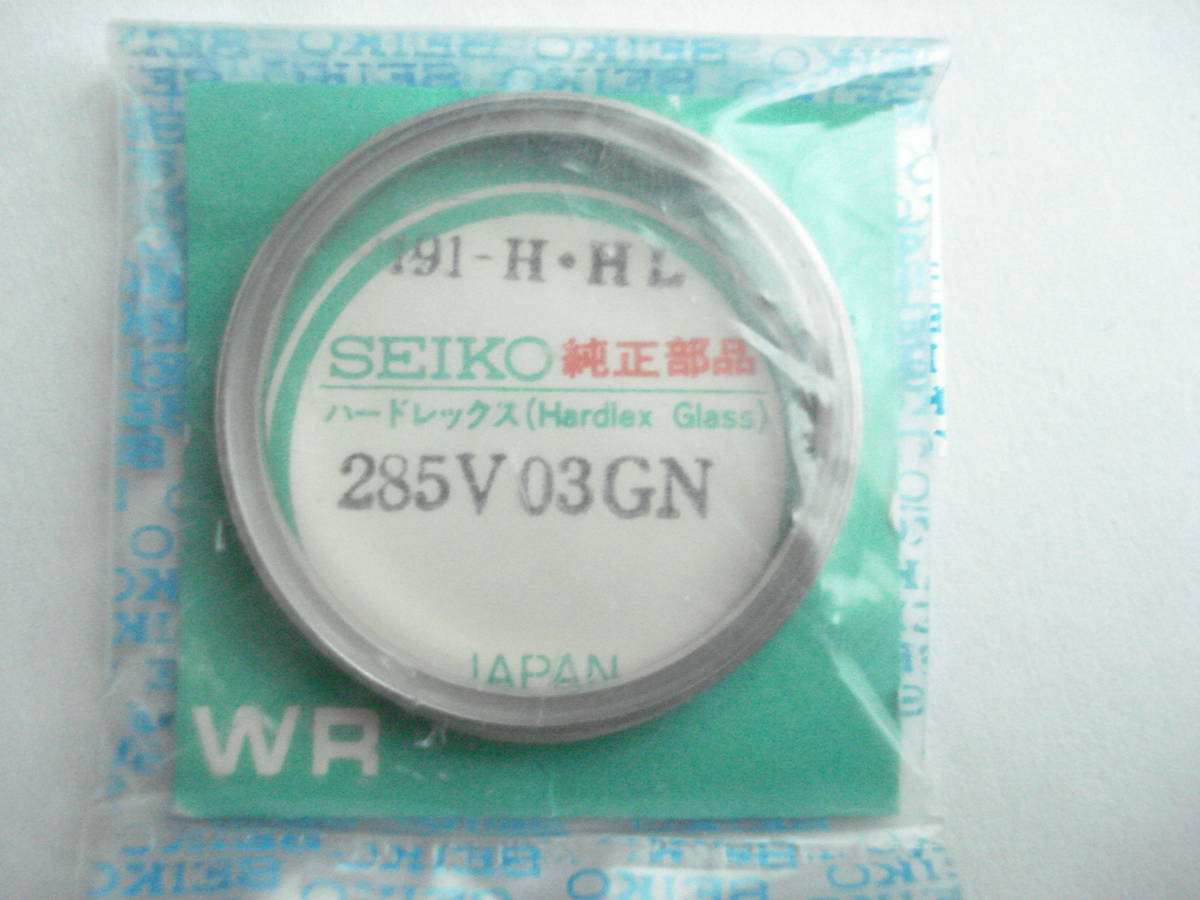 491-H・HL
SEIKO 純正部品
ハードレックス(Hardlex Glass)
285V03GN
JAPAN
WR